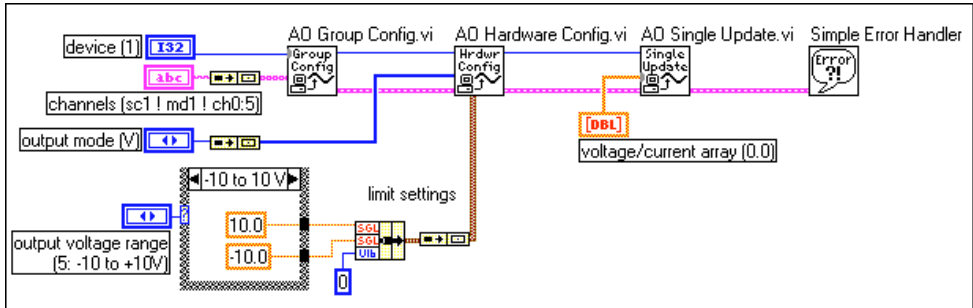 AO Group Config.vi
AO Hardware Config.vi
AO Single Update.vi
Simple Error Handler
device (1)
I32
Group
Config
Hrdwr
Config
Single
Update
Error
?!
abc
channels (sc1 ! md1 ! ch0:5)
output mode (V)
[DBL]
voltage/current array (0.0)
-10 to 10 V
limit settings
?
10.0
-10.0
SGL
SGL
U16
output voltage range
(5: -10 to +10V)
0